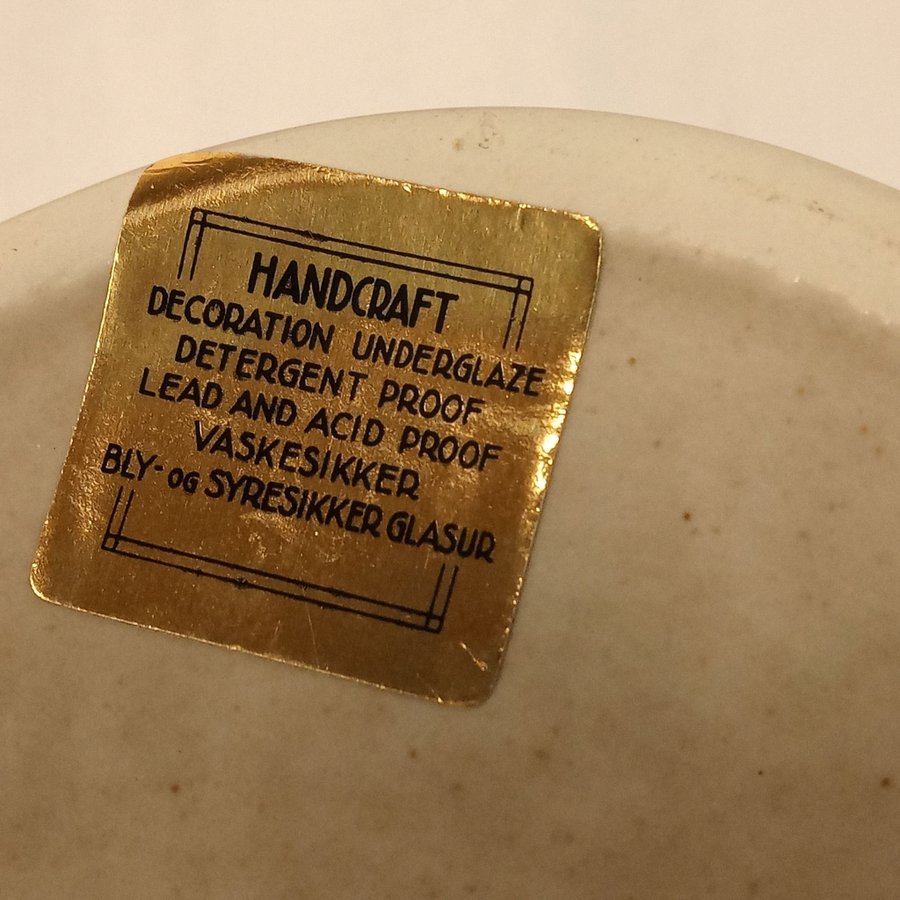 HANDCRAFT
DECORATION UNDERGLAZE
DETERGENT PROOF
LEAD AND ACID PROOF
VASKESIKKER
BLY- OG SYRESIKKER GLASUR